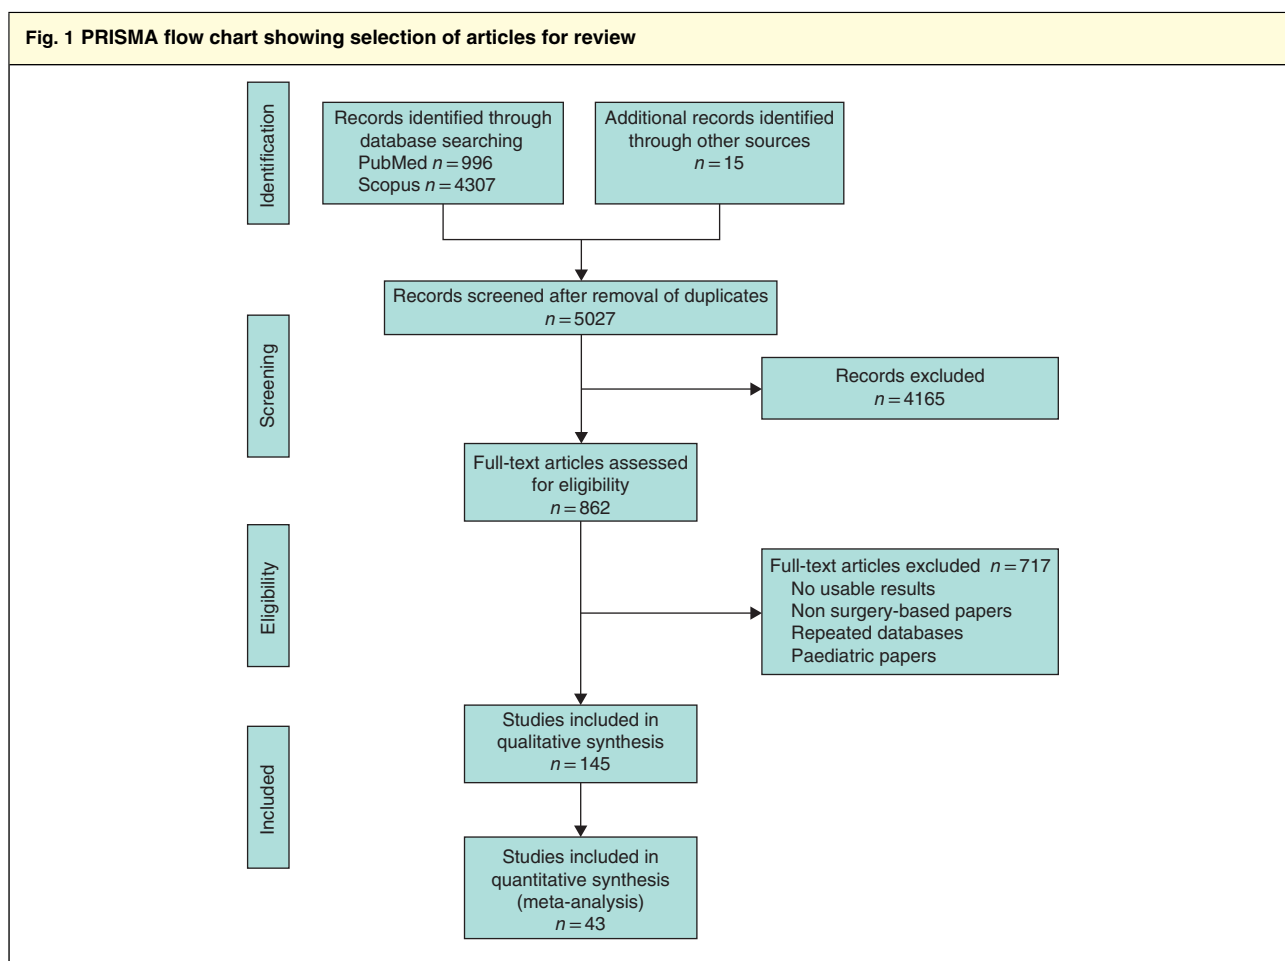 Fig. 1 PRISMA flow chart showing selection of articles for review
Identification
Records identified through
database searching
PubMed n = 996
Scopus n = 4307
Additional records identified
through other sources
n = 15
Records screened after removal of duplicates
n = 5027
Screening
Records excluded
n = 4165
Full-text articles assessed
for eligibility
n = 862
Eligibility
Full-text articles excluded n = 717
No usable results
Non surgery-based papers
Repeated databases
Paediatric papers
Studies included in
qualitative synthesis
n = 145
Included
Studies included in
quantitative synthesis
(meta-analysis)
n = 43